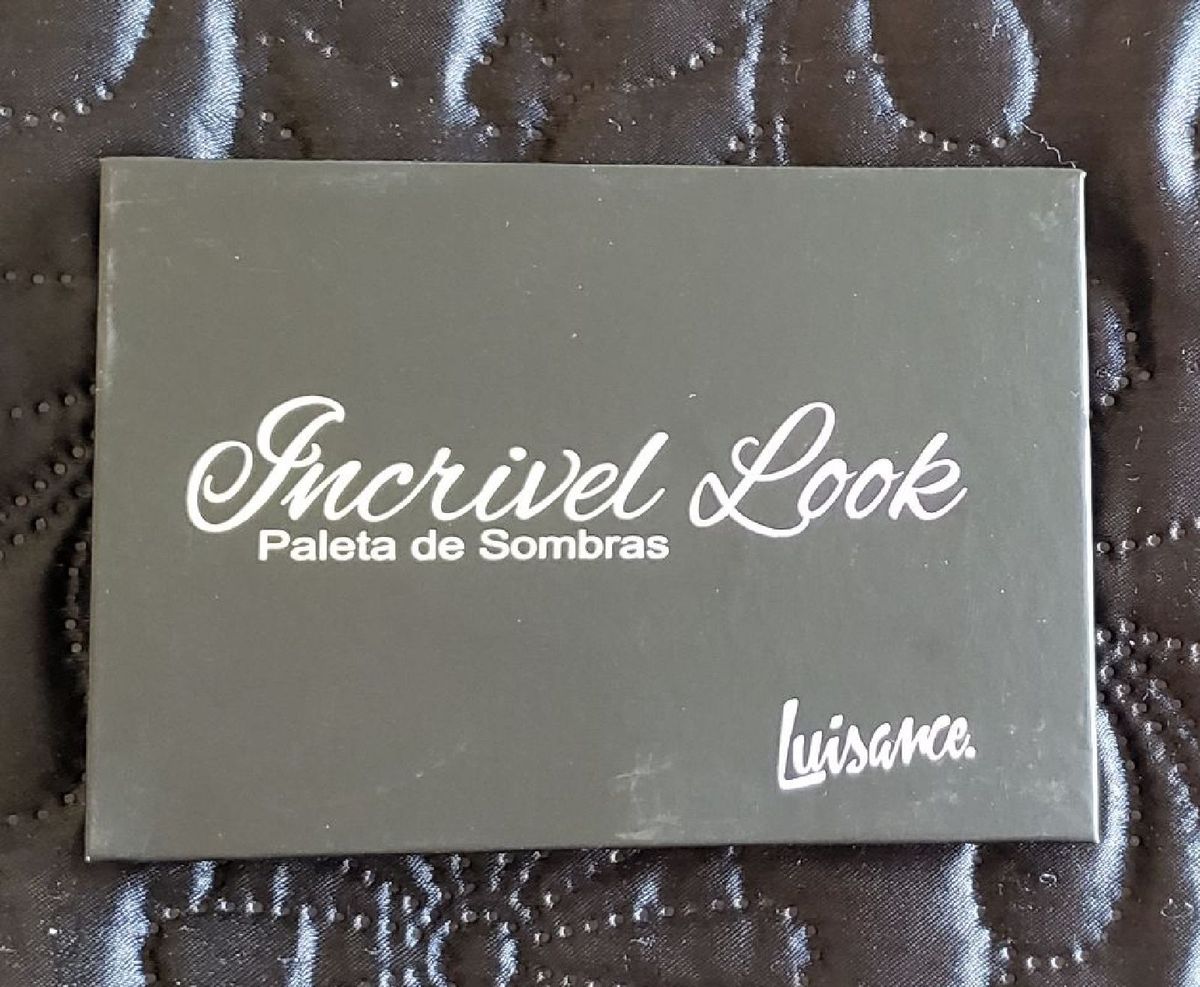 Incrivel Look
Paleta de Sombras
Luisance.